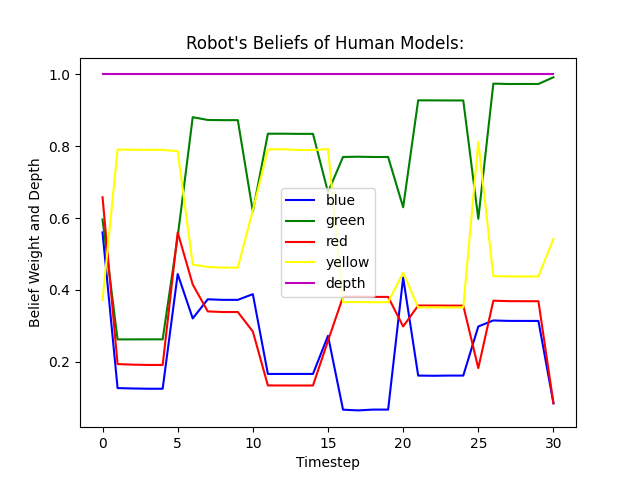 Robot's Beliefs of Human Models:
Belief Weight and Depth
1.0
0.8
0.6
0.4
0.2
blue
green
red
yellow
depth
0 5 10 15 20 25 30
Timestep